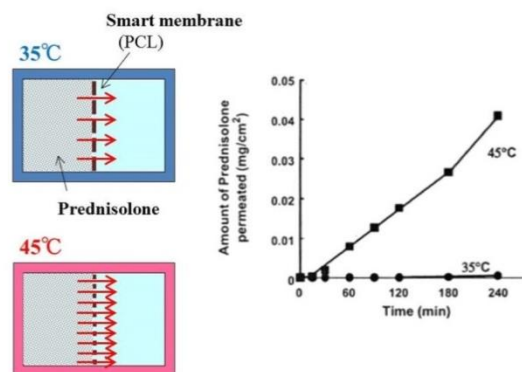 Smart membrane
(PCL)
35℃
Prednisolone
45℃
Amount of Prednisolone
permeated (mg/cm²)
0.05
0.04
0.03
0.02
0.01
0
0
60
120
180
240
Time (min)
45°C
35°C